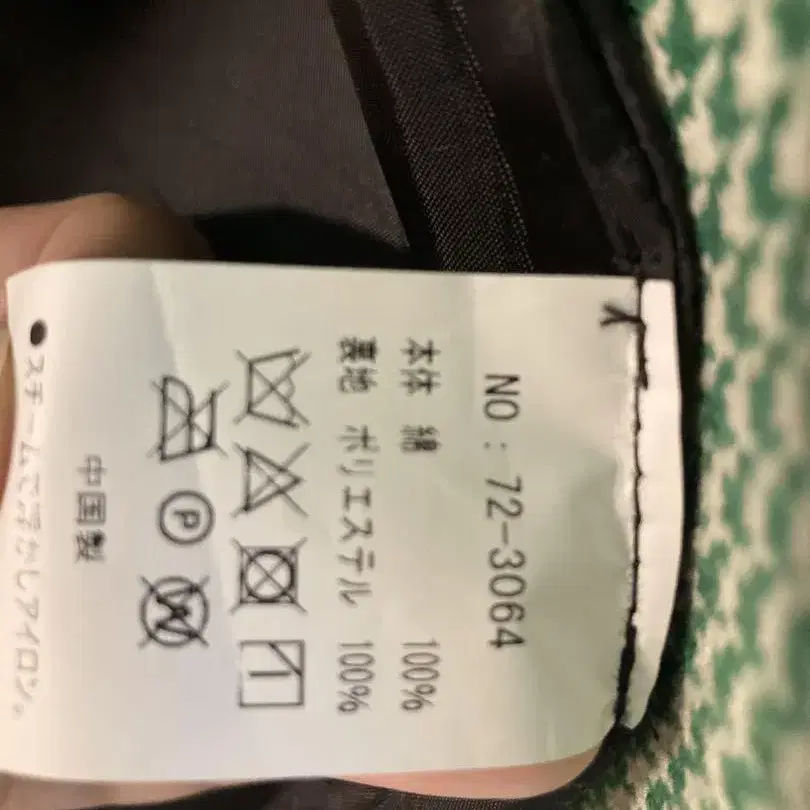 NO：72-3064
本体 綿 100%
裏地 ポリエステル 100%
P
W
中国製
●スチームで浮かしアイロン。